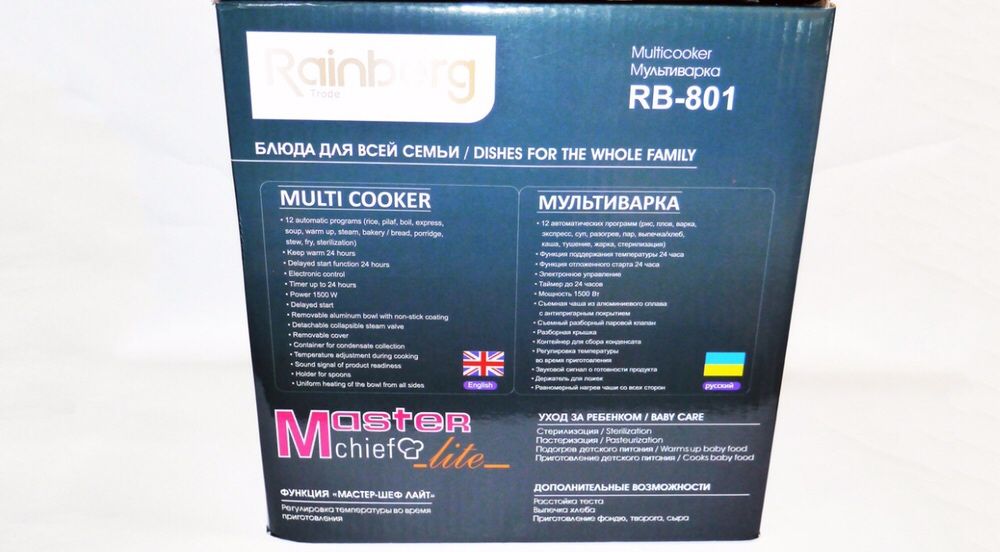 Rainberg
Trade
Multicooker
Мультиварка
RB-801
БЛЮДА ДЛЯ ВСЕЙ СЕМЬИ / DISHES FOR THE WHOLE FAMILY
MULTI COOKER
• 12 automatic programs (rice, pilaf, boil, express,
soup, warm up, steam, bakery / bread, porridge,
stew, fry, sterilization)
• Keep warm 24 hours
• Delayed start function 24 hours
• Electronic control
• Timer up to 24 hours
• Power 1500 W
• Delayed start
• Removable aluminum bowl with non-stick coating
• Detachable collapsible steam valve
• Removable cover
• Container for condensate collection
• Temperature adjustment during cooking
• Sound signal of product readiness
• Holder for spoons
• Uniform heating of the bowl from all sides
English
МУЛЬТИВАРКА
• 12 автоматических программ (рис, плов, варка,
экспресс, суп, разогрев, пар, выпечка/хлеб,
каша, тушение, жарка, стерилизация)
• Функция поддержания температуры 24 часа
• Функция отложенного старта 24 часа
• Электронное управление
• Таймер до 24 часов
• Мощность 1500 Вт
• Съемная чаша из алюминиевого сплава
с антипригарным покрытием
• Съемный разборный паровой клапан
• Разборная крышка
• Контейнер для сбора конденсата
• Регулировка температуры
во время приготовления
• Звуковой сигнал о готовности продукта
• Держатель для ложек
• Равномерный нагрев чаши со всех сторон
русский
Master
chief
lite
ФУНКЦИЯ «МАСТЕР-ШЕФ ЛАЙТ»
Регулировка температуры во время
приготовления
УХОД ЗА РЕБЕНКОМ / BABY CARE
Стерилизация / Sterilization
Пастеризация / Pasteurization
Подогрев детского питания / Warms up baby food
Приготовление детского питания / Cooks baby food
ДОПОЛНИТЕЛЬНЫЕ ВОЗМОЖНОСТИ
Расстойка теста
Выпечка хлеба
Приготовление фондю, творога, сыра